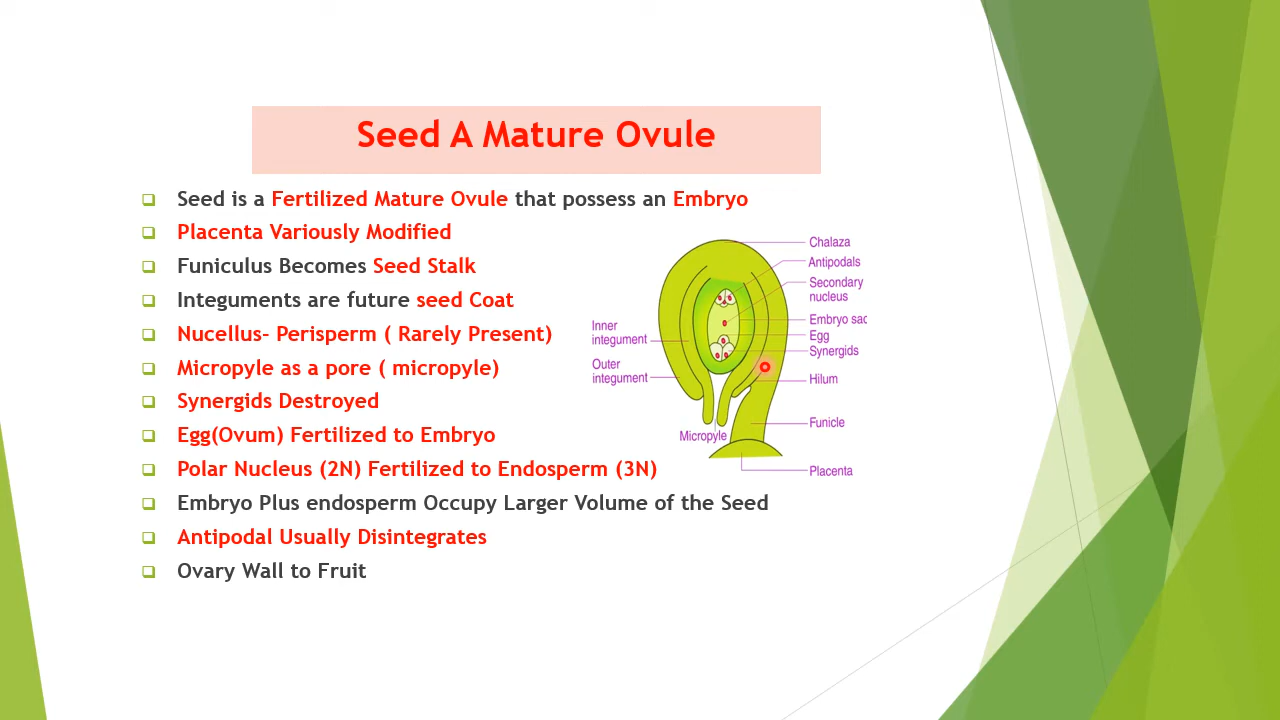 Seed A Mature Ovule
Seed is a Fertilized Mature Ovule that possess an Embryo
Placenta Variously Modified
Funiculus Becomes Seed Stalk
Integuments are future seed Coat
Nucellus- Perisperm ( Rarely Present)
Micropyle as a pore ( micropyle)
Synergids Destroyed
Egg(Ovum) Fertilized to Embryo
Polar Nucleus (2N) Fertilized to Endosperm (3N)
Embryo Plus endosperm Occupy Larger Volume of the Seed
Antipodal Usually Disintegrates
Ovary Wall to Fruit
Chalaza
Antipodals
Secondary
nucleus
Embryo sac
Egg
Synergids
Hilum
Funicle
Placenta
Inner
integument
Outer
integument
Micropyle